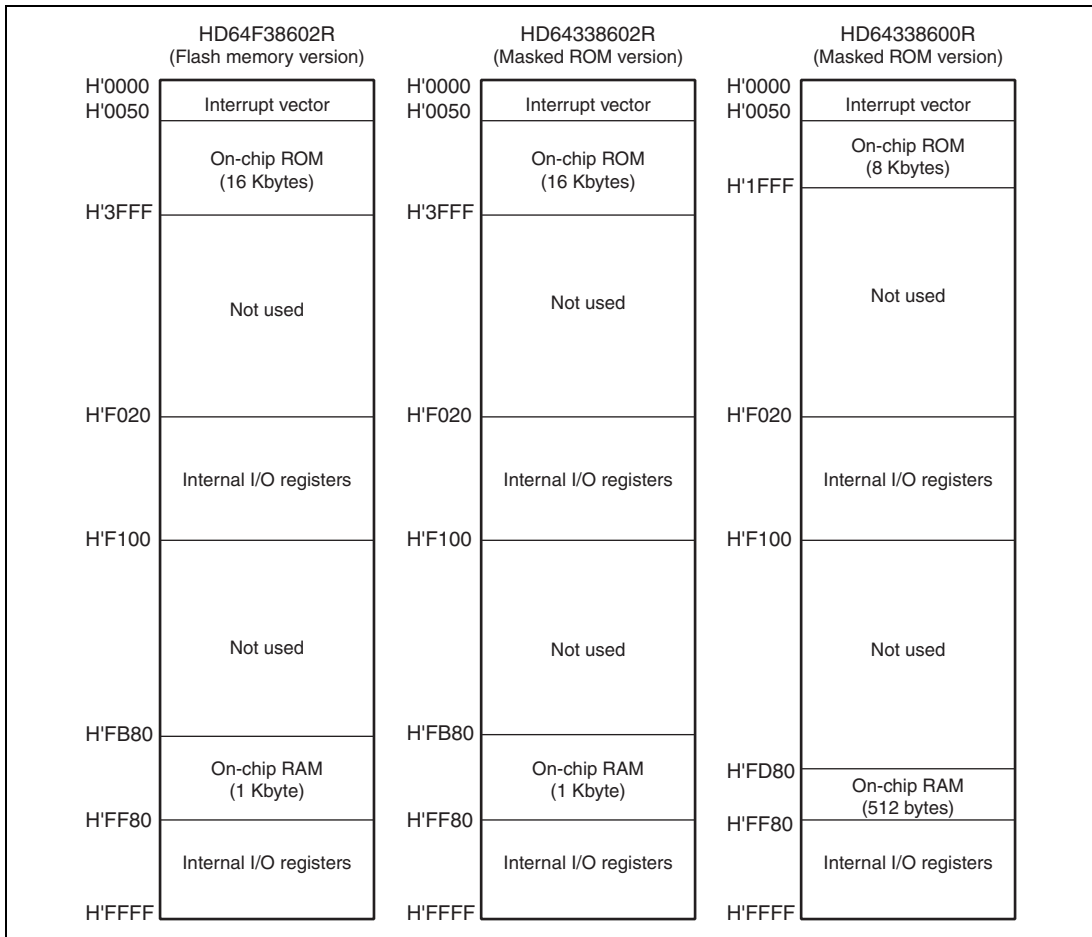 HD64F38602R
(Flash memory version)
H'0000
H'0050
Interrupt vector
On-chip ROM
(16 Kbytes)
H'3FFF
Not used
H'F020
Internal I/O registers
H'F100
Not used
H'FB80
On-chip RAM
(1 Kbyte)
H'FF80
Internal I/O registers
H'FFFF
HD64338602R
(Masked ROM version)
H'0000
H'0050
Interrupt vector
On-chip ROM
(16 Kbytes)
H'3FFF
Not used
H'F020
Internal I/O registers
H'F100
Not used
H'FB80
On-chip RAM
(1 Kbyte)
H'FF80
Internal I/O registers
H'FFFF
HD64338600R
(Masked ROM version)
H'0000
H'0050
Interrupt vector
On-chip ROM
(8 Kbytes)
H'1FFF
Not used
H'F020
Internal I/O registers
H'F100
Not used
H'FD80
On-chip RAM
(512 bytes)
H'FF80
Internal I/O registers
H'FFFF